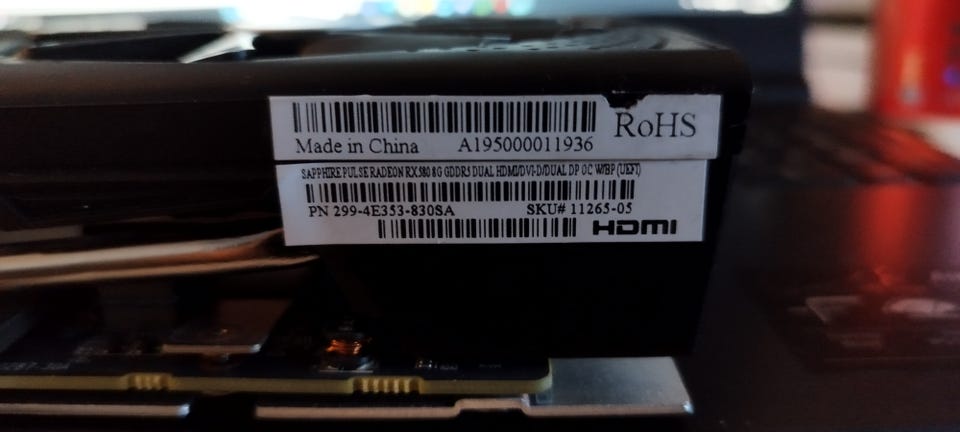 Made in China A195000011936 RoHS
SAPPHIRE PULSE RADEON RX 580 8G GDDR5 DUAL HDMI/DVI-D/DUAL DP OC W/BP (UEFI)
PN 299-4E353-830SA SKU# 11265-05
HDMI